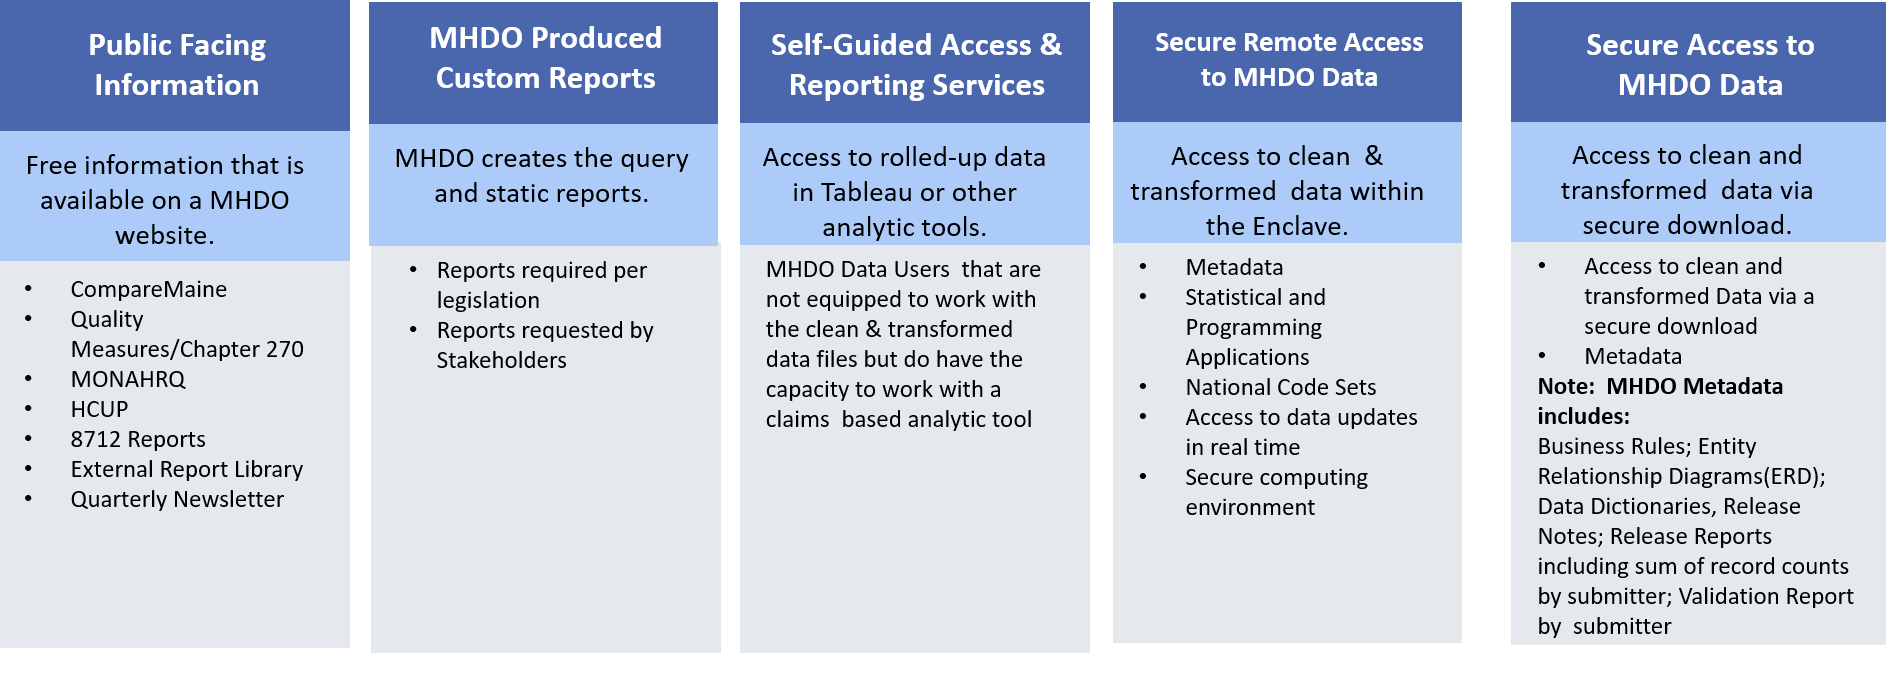 Public Facing
Information
Free information that is
available on a MHDO
website.
• CompareMaine
• Quality
Measures/Chapter 270
• MONAHRQ
• HCUP
• 8712 Reports
• External Report Library
• Quarterly Newsletter
MHDO Produced
Custom Reports
MHDO creates the query
and static reports.
• Reports required per
legislation
• Reports requested by
Stakeholders
Self-Guided Access &
Reporting Services
Access to rolled-up data
in Tableau or other
analytic tools.
MHDO Data Users that are
not equipped to work with
the clean & transformed
data files but do have the
capacity to work with a
claims based analytic tool
Secure Remote Access
to MHDO Data
Access to clean &
transformed data within
the Enclave.
• Metadata
• Statistical and
Programming
Applications
• National Code Sets
• Access to data updates
in real time
• Secure computing
environment
Secure Access to
MHDO Data
Access to clean and
transformed data via
secure download.
• Access to clean and
transformed Data via a
secure download
• Metadata
Note: MHDO Metadata
includes:
Business Rules; Entity
Relationship Diagrams(ERD);
Data Dictionaries, Release
Notes; Release Reports
including sum of record counts
by submitter; Validation Report
by submitter